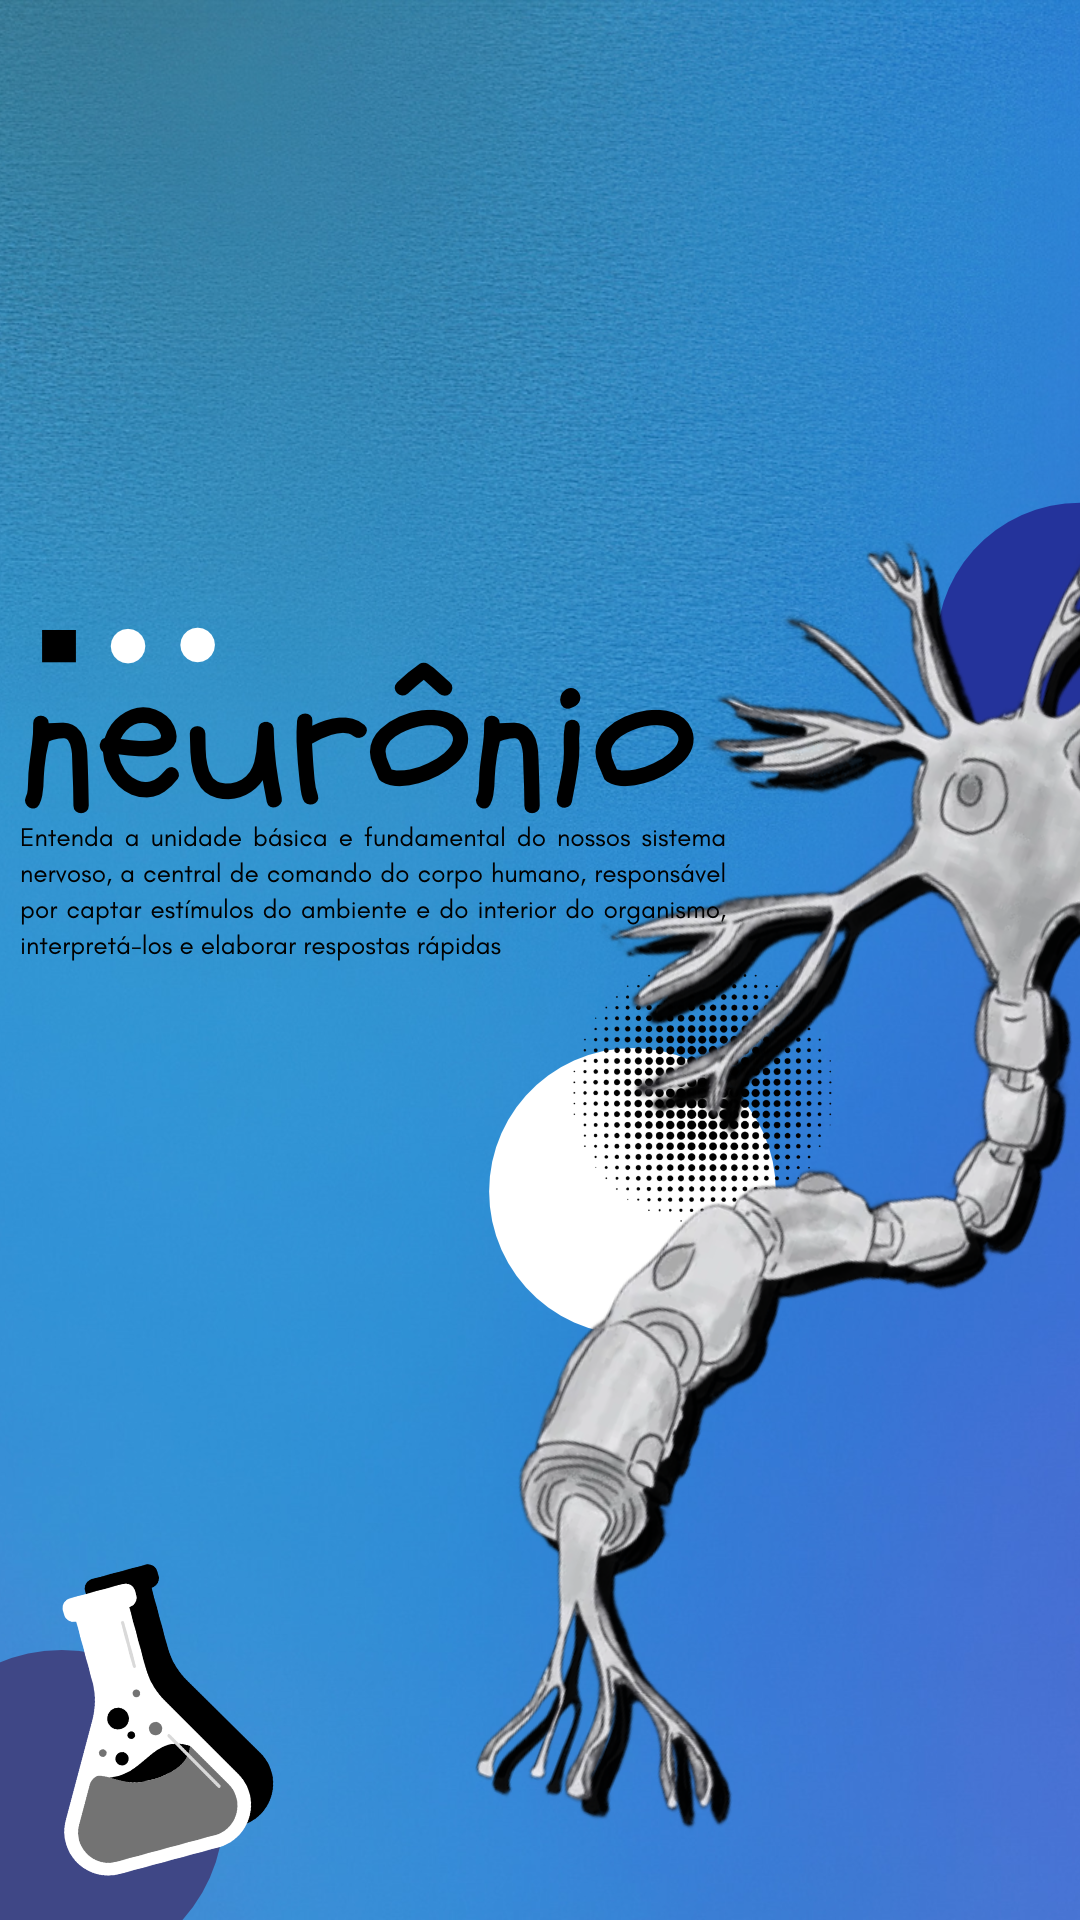 neurônio
Entenda a unidade básica e fundamental do nossos sistema
nervoso, a central de comando do corpo humano, responsável
por captar estímulos do ambiente e do interior do organismo,
interpretá-los e elaborar respostas rápidas